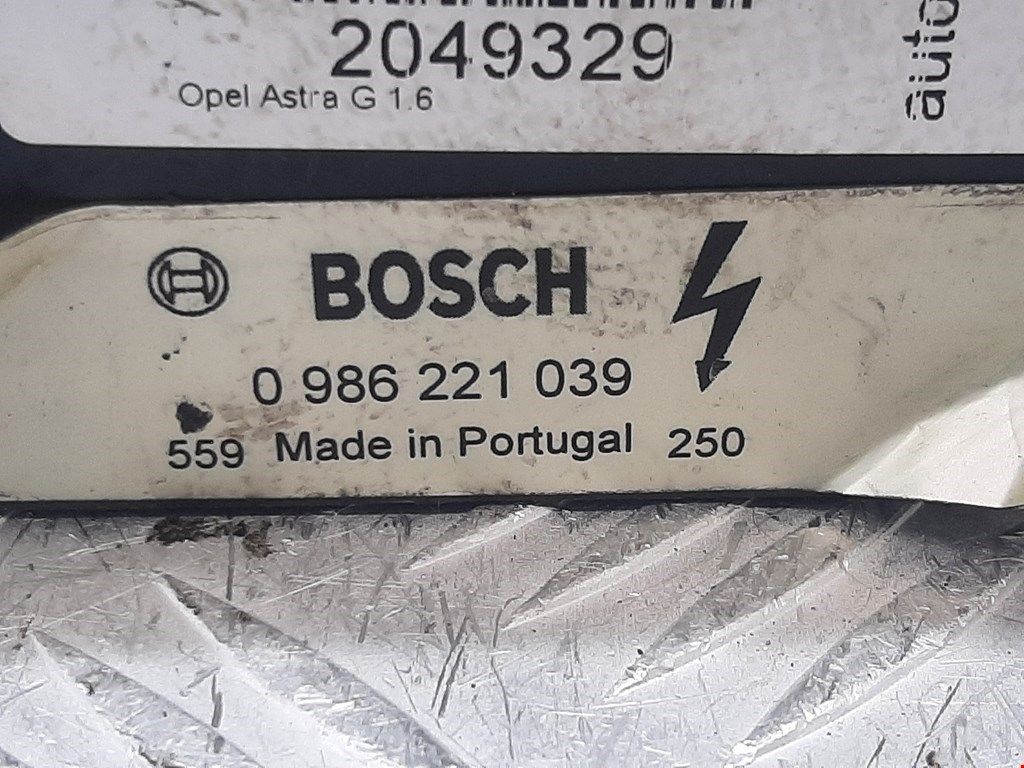 2049329
Opel Astra G 1.6
BOSCH
0 986 221 039
559 Made in Portugal 250